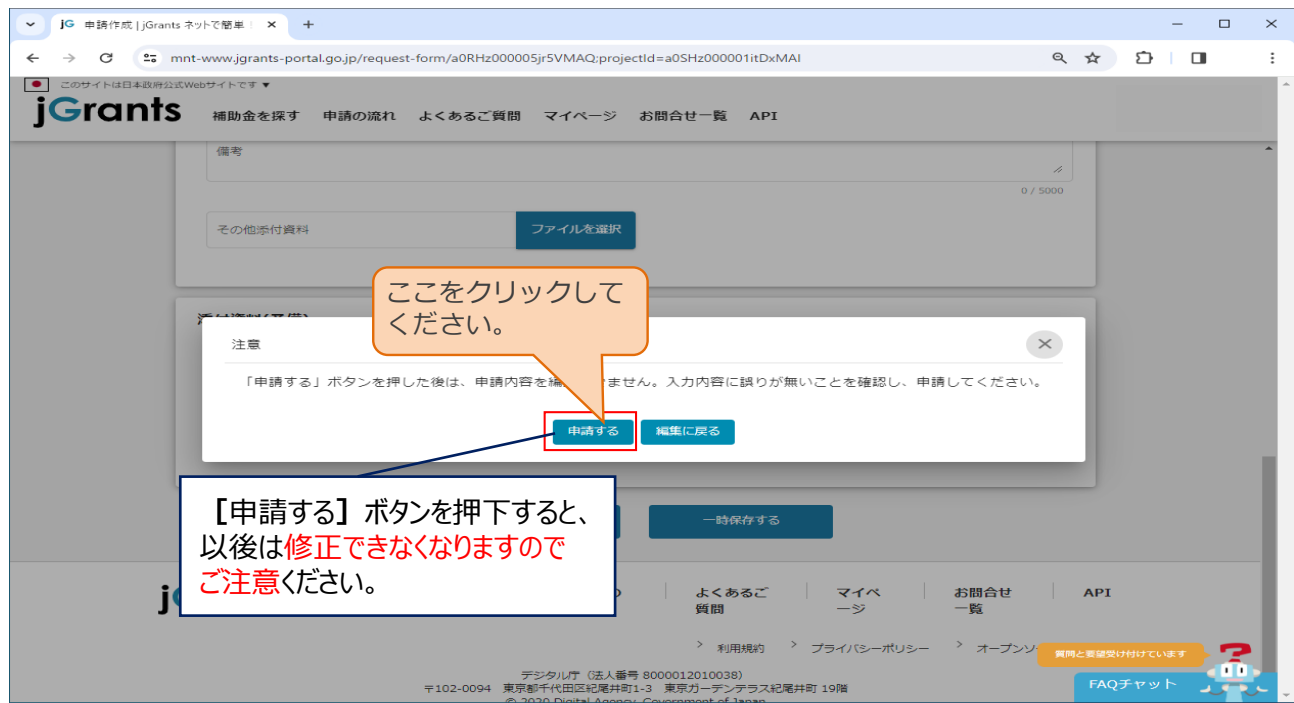 jG 申請作成 | jGrants ネットで簡単！
mnt-www.jgrants-portal.go.jp/request-form/a0RHz000005jr5VMAQ;projectId=a0SHz000001itDxMAI
このサイトは日本政府公式Webサイトです ▼
jGrants 補助金を探す 申請の流れ よくあるご質問 マイページ お問合せ一覧 API
備考
0 / 5000
その他添付資料 ファイルを選択
ここをクリックして
ください。
注意
「申請する」ボタンを押した後は、申請内容を編 ません。入力内容に誤りが無いことを確認し、申請してください。
申請する 編集に戻る
【申請する】ボタンを押下すると、
以後は修正できなくなりますので
ご注意ください。
一時保存する
よくあるご
質問
マイペ
ージ
お問合せ
一覧
API
利用規約 プライバシーポリシー オープンソ
質問と要望受け付けています
FAQチャット
デジタル庁（法人番号 8000012010038）
〒102-0094 東京都千代田区紀尾井町1-3 東京ガーデンテラス紀尾井町 19階
© 2020 Digital Agency, Government of Japan